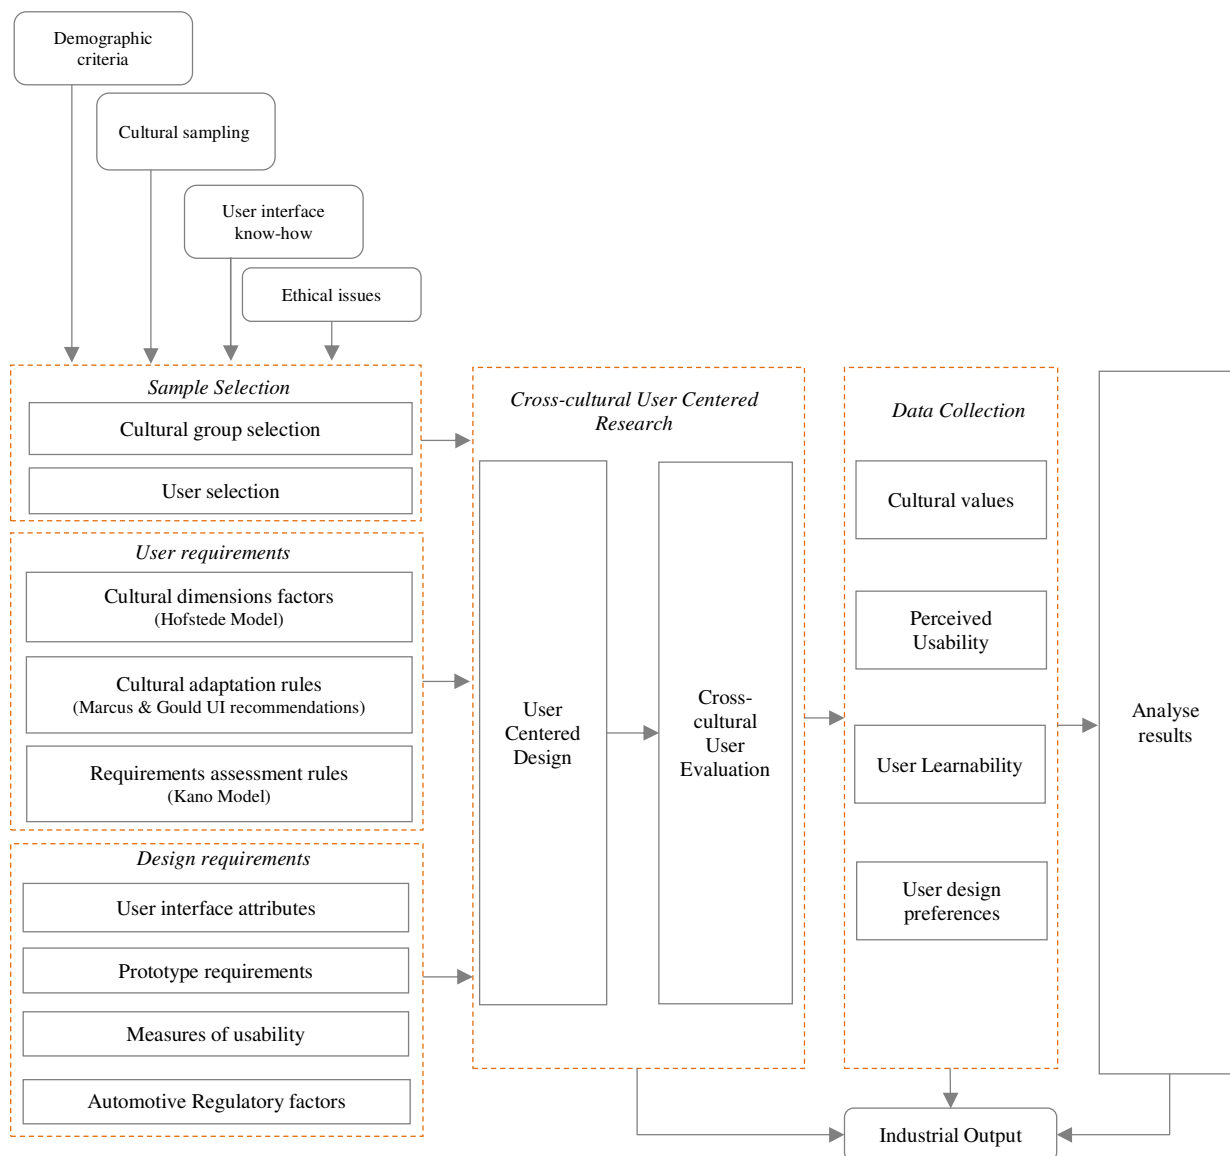 Demographic
criteria
Cultural sampling
User interface
know-how
Ethical issues
Sample Selection
Cultural group selection
User selection
User requirements
Cultural dimensions factors
(Hofstede Model)
Cultural adaptation rules
(Marcus & Gould UI recommendations)
Requirements assessment rules
(Kano Model)
Design requirements
User interface attributes
Prototype requirements
Measures of usability
Automotive Regulatory factors
Cross-cultural User Centered
Research
User
Centered
Design
Cross-
cultural
User
Evaluation
Data Collection
Cultural values
Perceived
Usability
User Learnability
User design
preferences
Analyse
results
Industrial Output